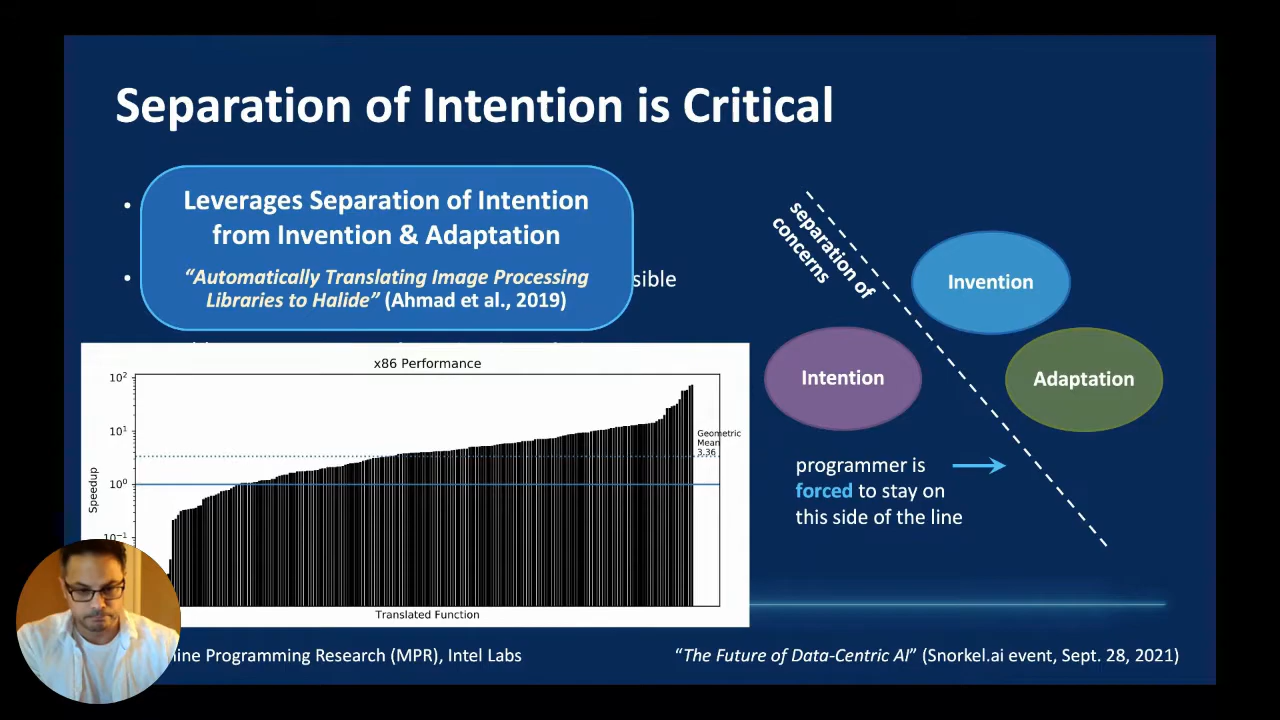 Separation of Intention is Critical
Leverages Separation of Intention
from Invention & Adaptation
“Automatically Translating Image Processing
Libraries to Halide” (Ahmad et al., 2019)
separation of
concerns
Invention
Intention
Adaptation
programmer is
forced to stay on
this side of the line
x86 Performance
10²
10¹
10⁰
10⁻¹
Speedup
Geometric
Mean
3.36
Translated Function
Programming Research (MPR), Intel Labs
“The Future of Data-Centric AI” (Snorkel.ai event, Sept. 28, 2021)